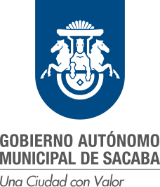 GOBIERNO AUTÓNOMO
MUNICIPAL DE SACABA
Una Ciudad con Valor